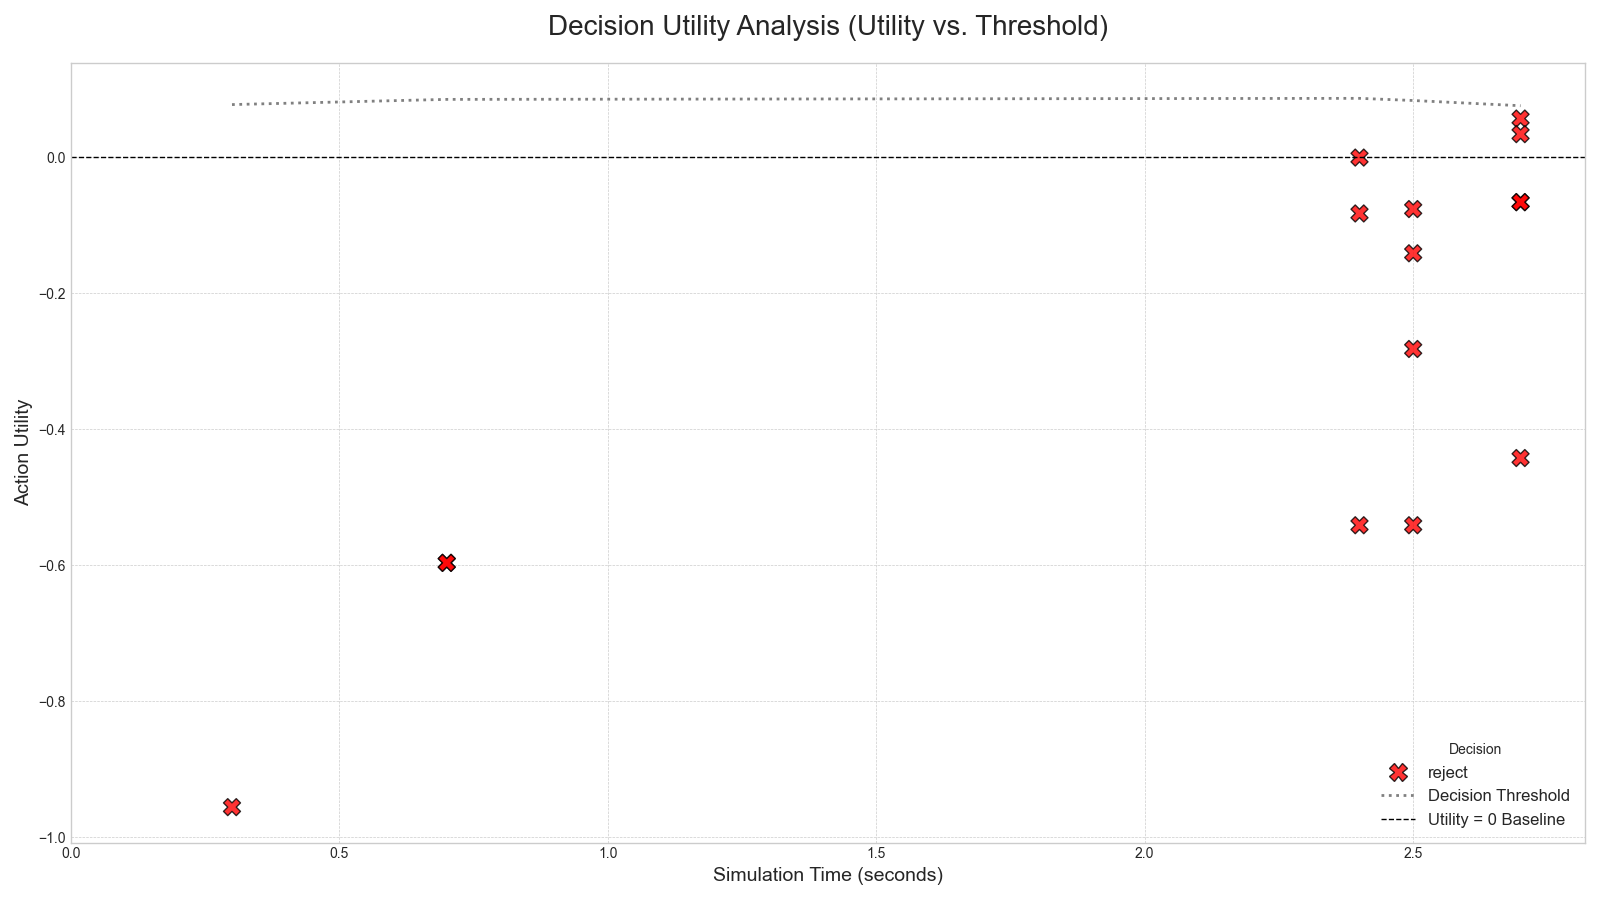 Decision Utility Analysis (Utility vs. Threshold)
Action Utility
0.0
−0.2
−0.4
−0.6
−0.8
−1.0
0.0 0.5 1.0 1.5 2.0 2.5
Simulation Time (seconds)
Decision
reject
Decision Threshold
Utility = 0 Baseline